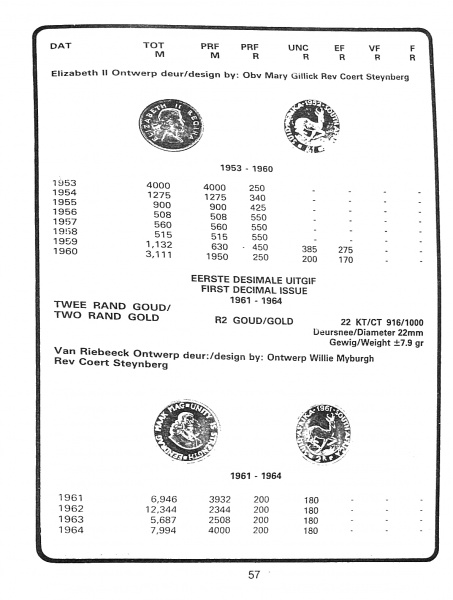 DAT TOT PRF PRF UNC EF VF F
M M R R R R R
Elizabeth II Ontwerp deur/design by: Obv Mary Gillick Rev Coert Steynberg
ELIZABETH II REGINA
1953 - 1960
1953 4000 4000 250 - - - -
1954 1275 1275 340 - - - -
1955 900 900 425 - - - -
1956 508 508 550 - - - -
1957 560 560 550 - - - -
1958 515 515 550 - - - -
1959 1,132 630 450 385 275 - -
1960 3,111 1950 250 200 170 - -
EERSTE DESIMALE UITGIF
FIRST DECIMAL ISSUE
1961 - 1964
TWEE RAND GOUD/
TWO RAND GOLD R2 GOUD/GOLD 22 KT/CT 916/1000
Deursnee/Diameter 22mm
Gewig/Weight ±7.9 gr
Van Riebeeck Ontwerp deur:/design by: Ontwerp Willie Myburgh
Rev Coert Steynberg
1961 - 1964
1961 6,946 3932 200 180 - - -
1962 12,344 2344 200 180 - - -
1963 5,687 2508 200 180 - - -
1964 7,994 4000 200 180 - - -
57